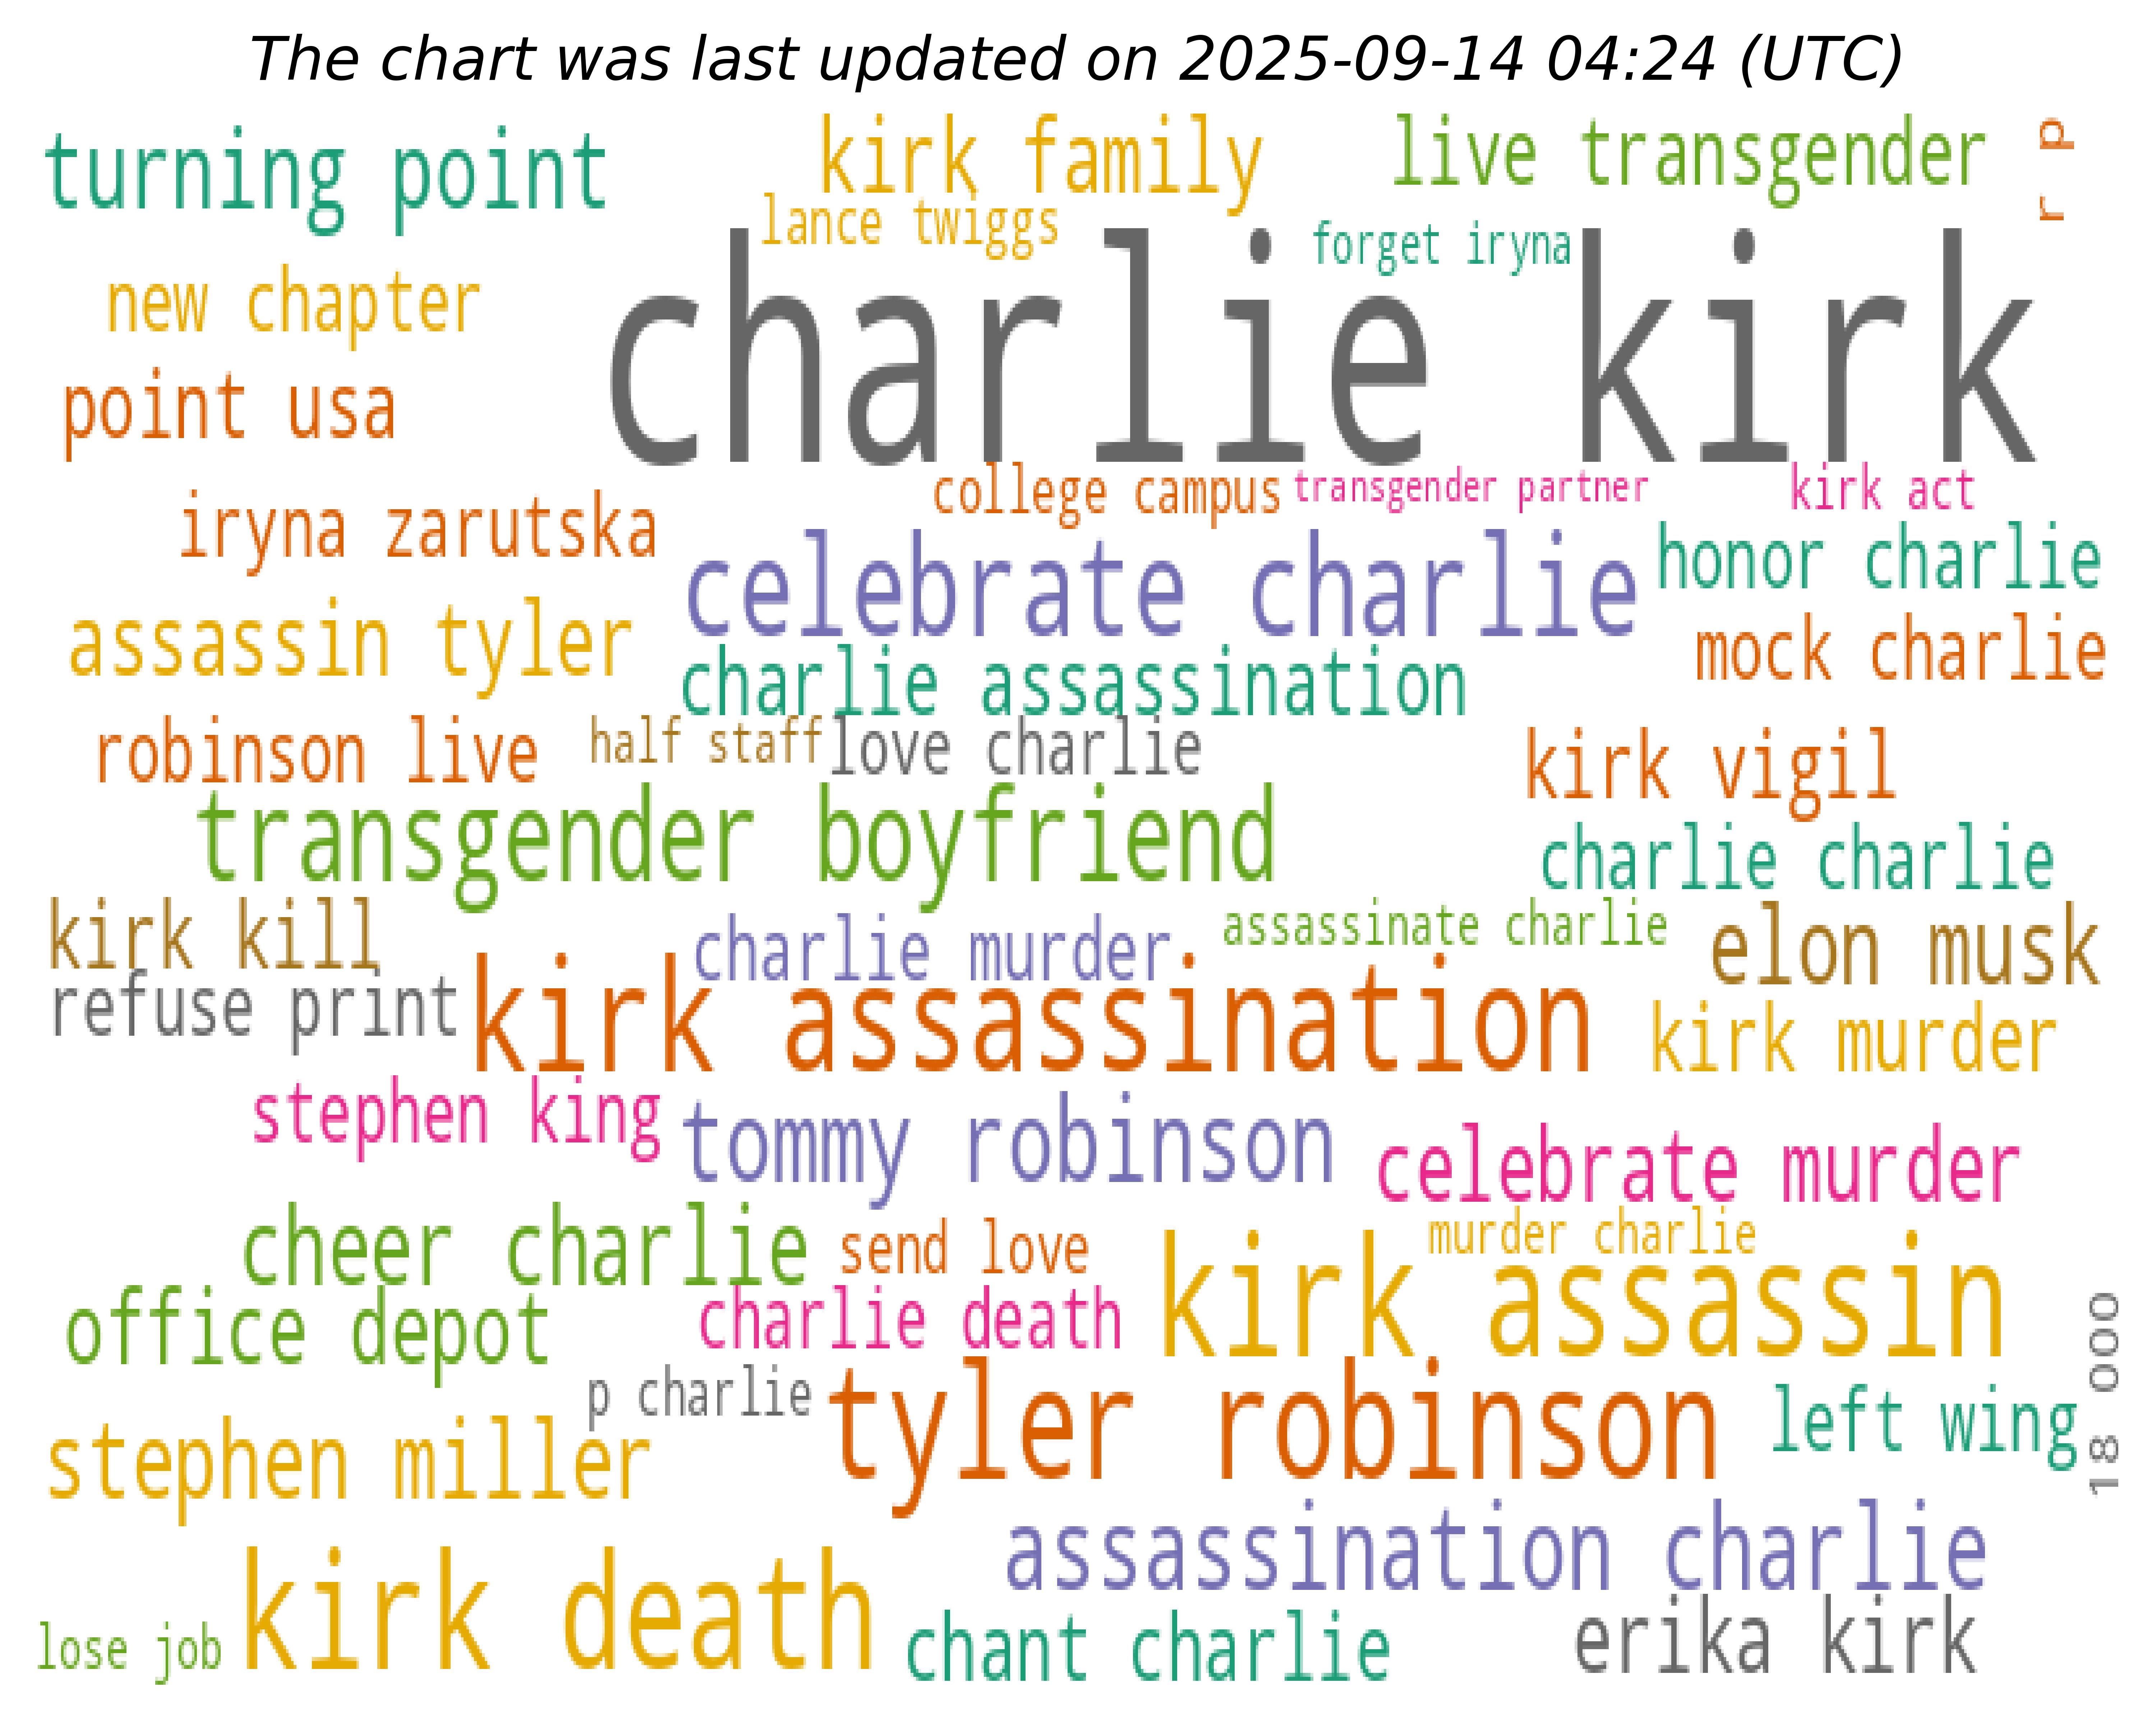 The chart was last updated on 2025-09-14 04:24 (UTC)
turning point
kirk family
live transgender
r p
lance twiggs
forget iryna
new chapter
charlie kirk
point usa
college campus
transgender partner
kirk act
iryna zarutska
celebrate charlie
honor charlie
assassin tyler
charlie assassination
mock charlie
robinson live
half staff
love charlie
kirk vigil
transgender boyfriend
charlie charlie
kirk kill
charlie murder
assassinate charlie
elon musk
refuse print
kirk assassination
kirk murder
stephen king
tommy robinson
celebrate murder
cheer charlie
send love
murder charlie
kirk assassin
office depot
charlie death
p charlie
tyler robinson
left wing
18 000
stephen miller
assassination charlie
lose job
kirk death
chant charlie
erika kirk